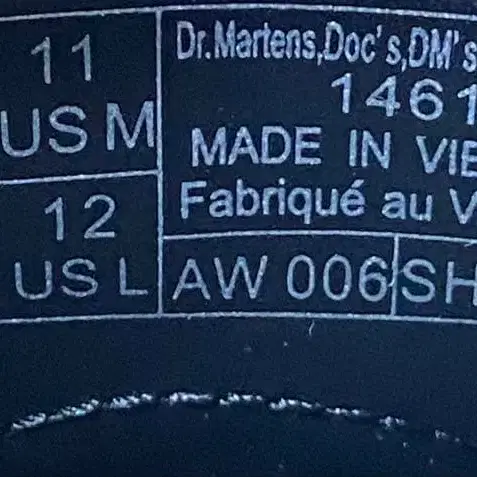 11
US M
12
US L
Dr.Martens,Doc's,DM's
1461
MADE IN VIE
Fabriqué au V
AW 006 SH